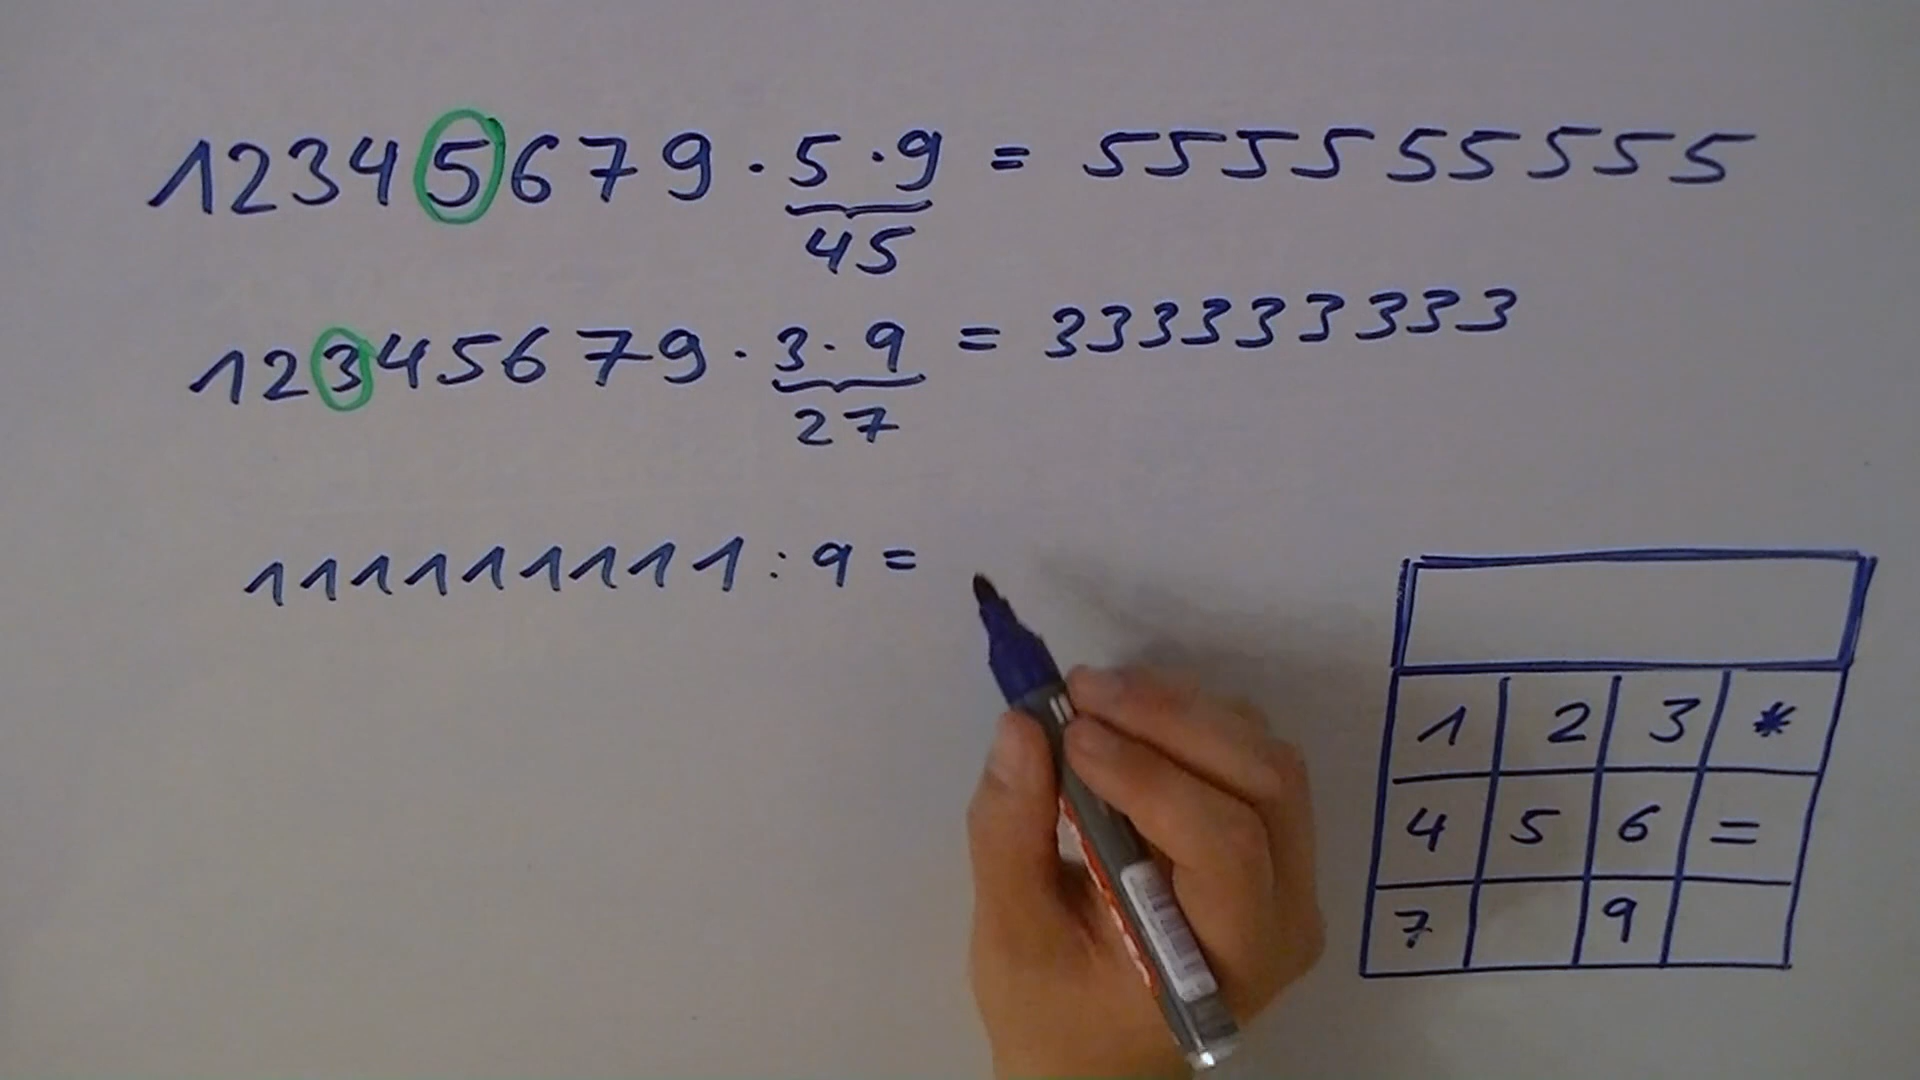 12345679 · 5 · 9 = 555555555
45
12345679 · 3 · 9 = 333333333
27
111111111 : 9 =
1 2 3 *
4 5 6 =
7 9